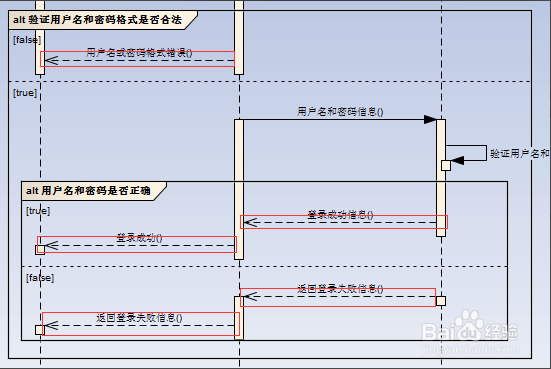 alt 验证用户名和密码格式是否合法
[false]
用户名或密码格式错误()
[true]
用户名和密码信息()
验证用户名和
alt 用户名和密码是否正确
[true]
登录成功信息()
登录成功()
[false]
返回登录失败信息()
返回登录失败信息()
Baidu 经验
jingyan.baidu.com